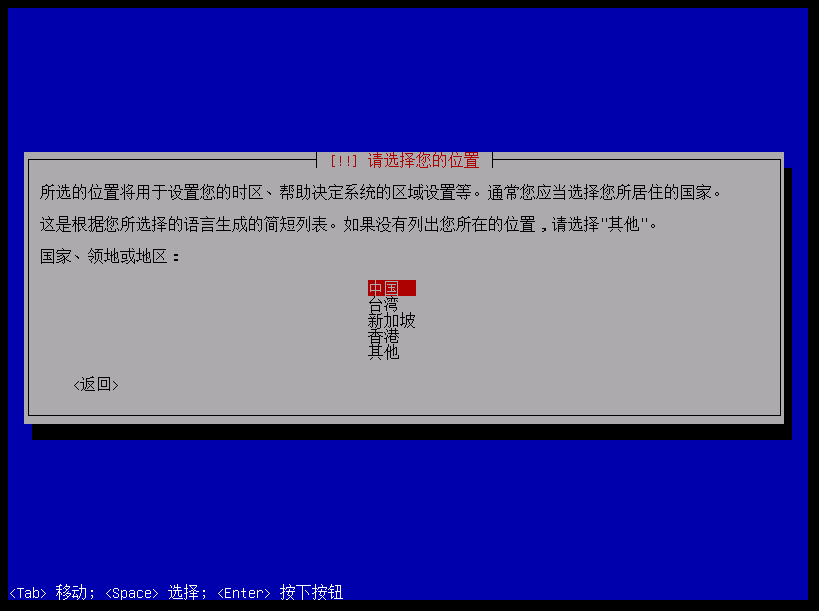 [!!] 请选择您的位置
所选的位置将用于设置您的时区、帮助决定系统的区域设置等。通常您应当选择您所居住的国家。
这是根据您所选择的语言生成的简短列表。如果没有列出您所在的位置,请选择"其他"。
国家、领地或地区:
中国
台湾
新加坡
香港
其他
<返回>
<Tab> 移动; <Space> 选择; <Enter> 按下按钮